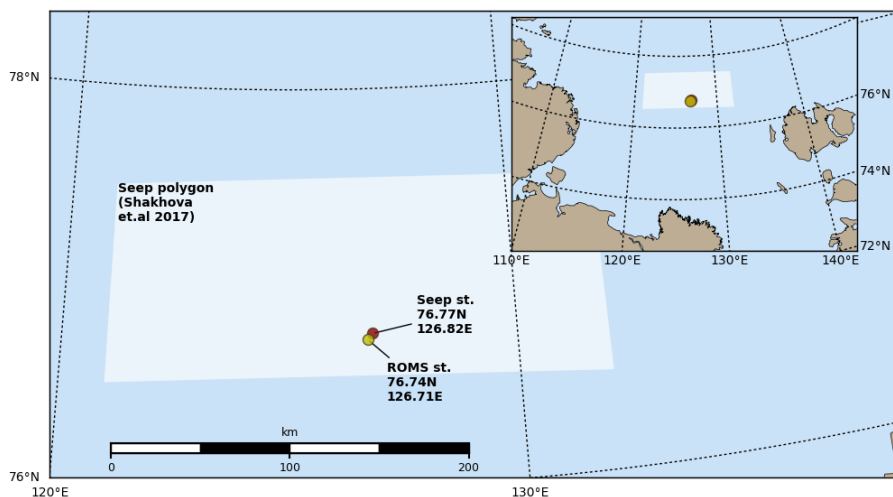 78°N
76°N
74°N
72°N
110°E
120°E
130°E
140°E
Seep polygon
(Shakhova
et.al 2017)
Seep st.
76.77N
126.82E
ROMS st.
76.74N
126.71E
km
0
100
200
76°N
120°E
130°E